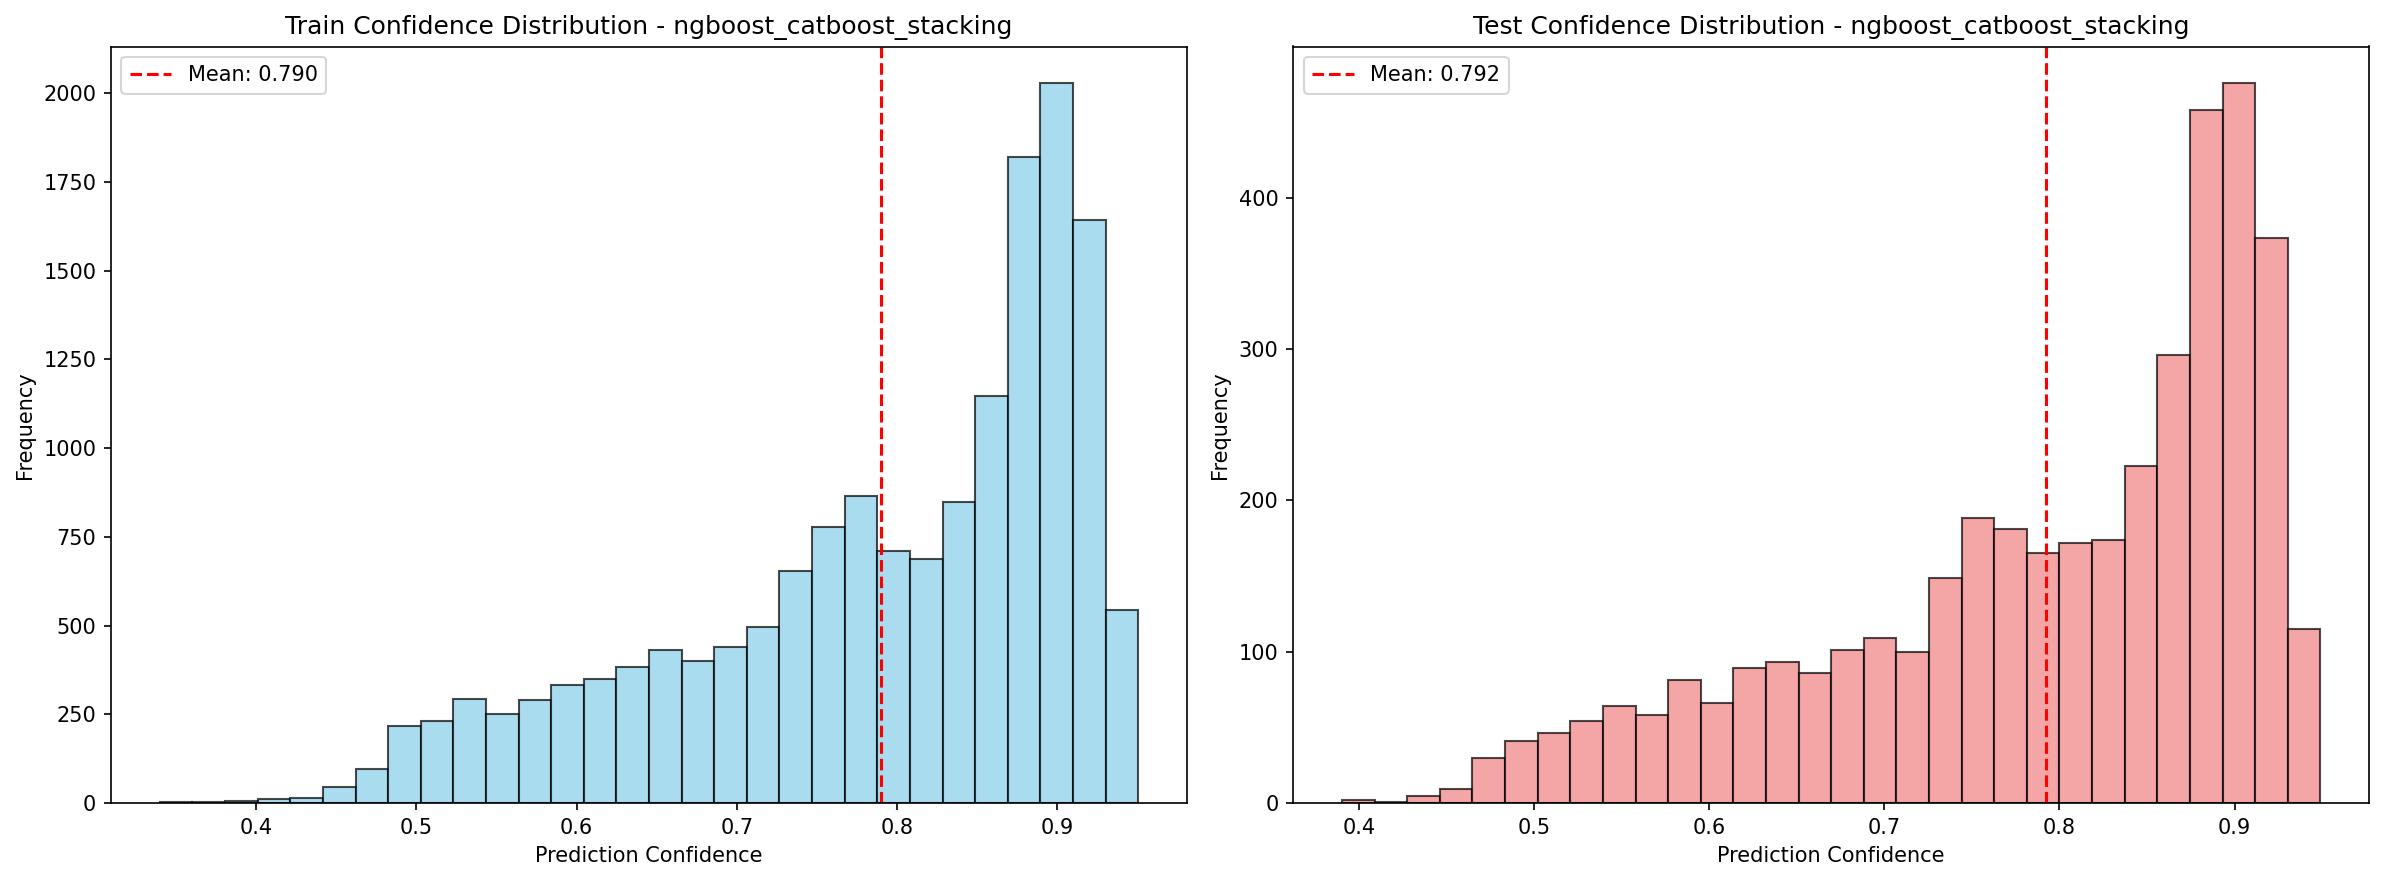 Train Confidence Distribution - ngboost_catboost_stacking
Mean: 0.790
2000
1750
1500
1250
1000
750
500
250
0
Frequency
0.4 0.5 0.6 0.7 0.8 0.9
Prediction Confidence
Test Confidence Distribution - ngboost_catboost_stacking
Mean: 0.792
400
300
200
100
0
Frequency
0.4 0.5 0.6 0.7 0.8 0.9
Prediction Confidence